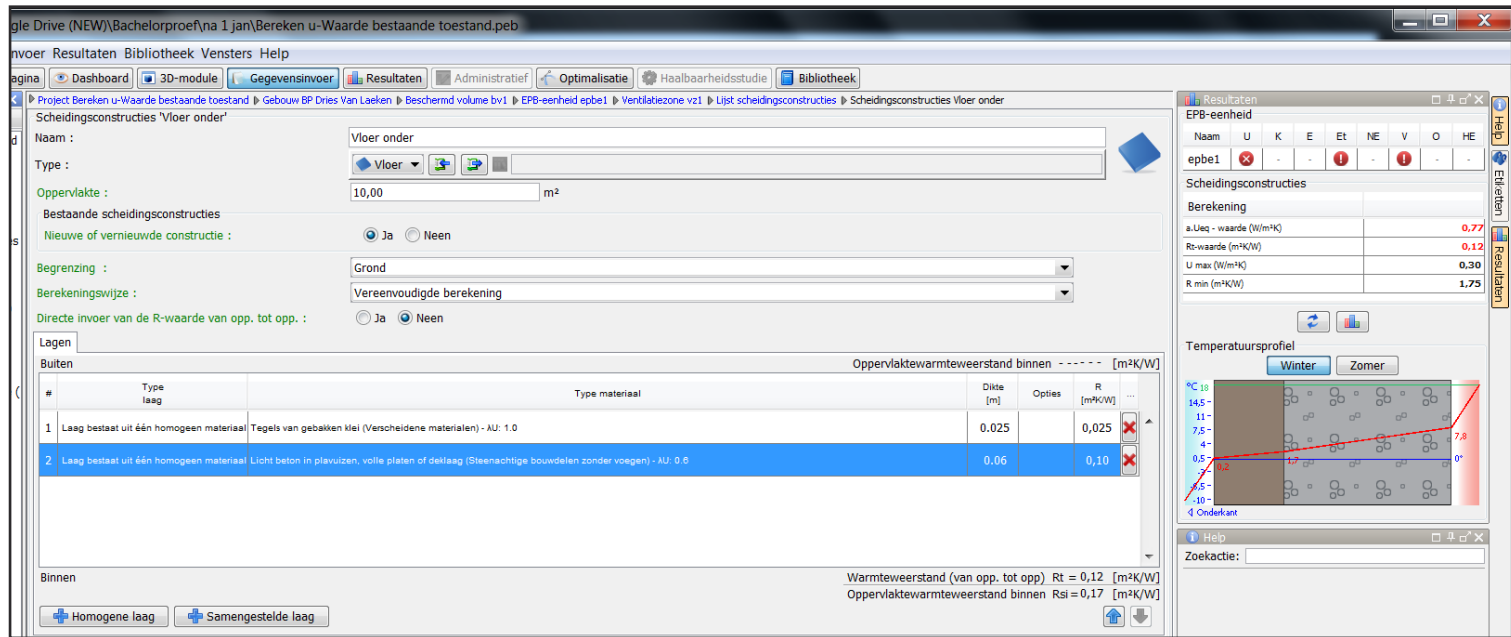 gle Drive (NEW)\Bachelorproef\na 1 jan\Bereken u-Waarde bestaande toestand.peb
nvoer Resultaten Bibliotheek Vensters Help
agina Dashboard 3D-module Gegevensinvoer Resultaten Administratief Optimalisatie Haalbaarheidsstudie Bibliotheek
Project Bereken u-Waarde bestaande toestand Gebouw BP Dries Van Laeken Beschermd volume bv1 EPB-eenheid epbe1 Ventilatiezone vz1 Lijst scheidingsconstructies Scheidingsconstructies Vloer onder
Scheidingsconstructies 'Vloer onder'
Naam : Vloer onder
Type : Vloer
Oppervlakte : 10,00 m²
Bestaande scheidingsconstructies
Nieuwe of vernieuwde constructie : Ja Neen
Begrenzing : Grond
Berekeningswijze : Vereenvoudigde berekening
Directe invoer van de R-waarde van opp. tot opp. : Ja Neen
Lagen
Buiten Oppervlaktewarmteweerstand binnen - - - - - - [m²K/W]
# Type laag Type materiaal Dikte [m] Opties R [m²K/W] ...
1 Laag bestaat uit één homogeen materiaal Tegels van gebakken klei (Verscheidene materialen) - λU: 1.0 0.025 0,025
2 Laag bestaat uit één homogeen materiaal Licht beton in plavuizen, volle platen of deklaag (Steenachtige bouwdelen zonder voegen) - λU: 0.6 0.06 0,10
Binnen Warmteweerstand (van opp. tot opp) Rt = 0,12 [m²K/W]
Oppervlaktewarmteweerstand binnen Rsi = 0,17 [m²K/W]
Homogene laag Samengestelde laag
Resultaten
EPB-eenheid
Naam U K E Et NE V O HE
epbe1 - - - - -
Scheidingsconstructies
Berekening
a.Ueq - waarde (W/m²K) 0,77
Rt-waarde (m²K/W) 0,12
U max (W/m²K) 0,30
R min (m²K/W) 1,75
Temperatuursprofiel
Winter Zomer
°C 18
14,5
11
7,5
7,8
4
0,5
0,2
1,7
0°
-3
-6,5
-10
Onderkant
Help
Zoekactie:
Help
Etiketten
Resultaten